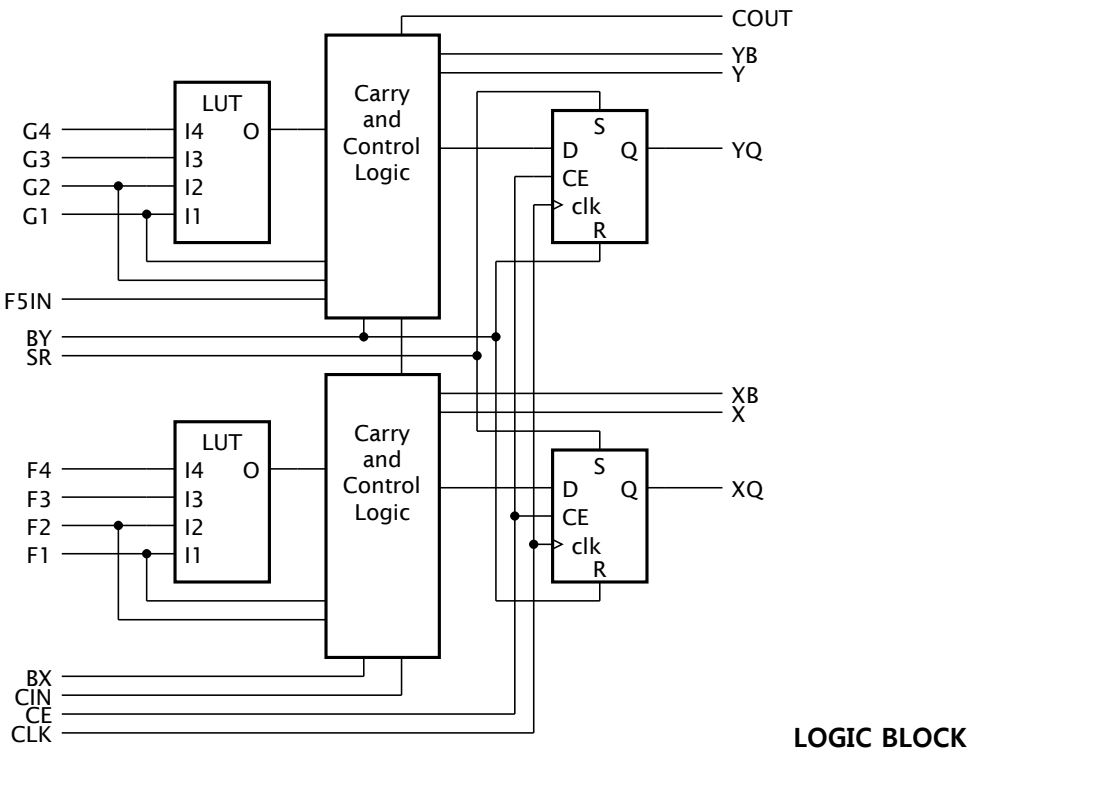 COUT
YB
Y
LUT
G4
I4
O
G3
I3
G2
I2
G1
I1
Carry
and
Control
Logic
S
D
Q
CE
clk
R
YQ
F5IN
BY
SR
XB
X
LUT
F4
I4
O
F3
I3
F2
I2
F1
I1
Carry
and
Control
Logic
S
D
Q
CE
clk
R
XQ
BX
CIN
CE
CLK
LOGIC BLOCK